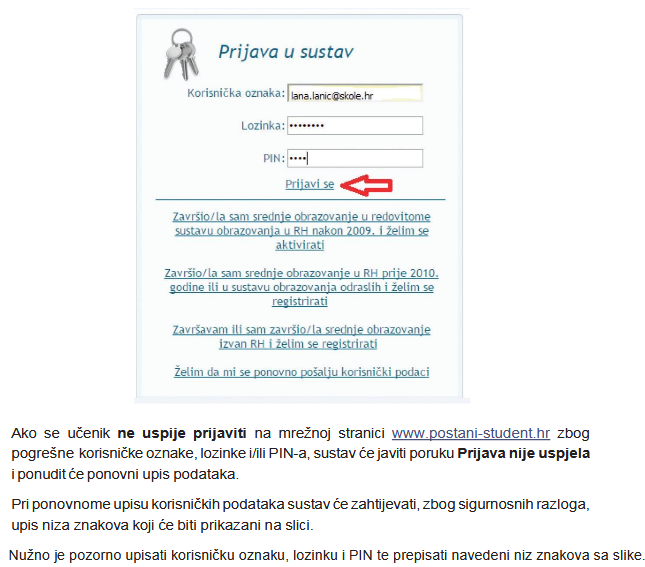 Prijava u sustav
Korisnička oznaka: lana.lanic@skole.hr
Lozinka: ••••••••
PIN: ••••
Prijavi se
Završio/la sam srednje obrazovanje u redovitome
sustavu obrazovanja u RH nakon 2009. i želim se
aktivirati
Završio/la sam srednje obrazovanje u RH prije 2010.
godine ili u sustavu obrazovanja odraslih i želim se
registrirati
Završavam ili sam završio/la srednje obrazovanje
izvan RH i želim se registrirati
Želim da mi se ponovno pošalju korisnički podaci
Ako se učenik ne uspije prijaviti na mrežnoj stranici www.postani-student.hr zbog
pogrešne korisničke oznake, lozinke i/ili PIN-a, sustav će javiti poruku Prijava nije uspjela
i ponudit će ponovni upis podataka.
Pri ponovnome upisu korisničkih podataka sustav će zahtijevati, zbog sigurnosnih razloga,
upis niza znakova koji će biti prikazani na slici.
Nužno je pozorno upisati korisničku oznaku, lozinku i PIN te prepisati navedeni niz znakova sa slike.